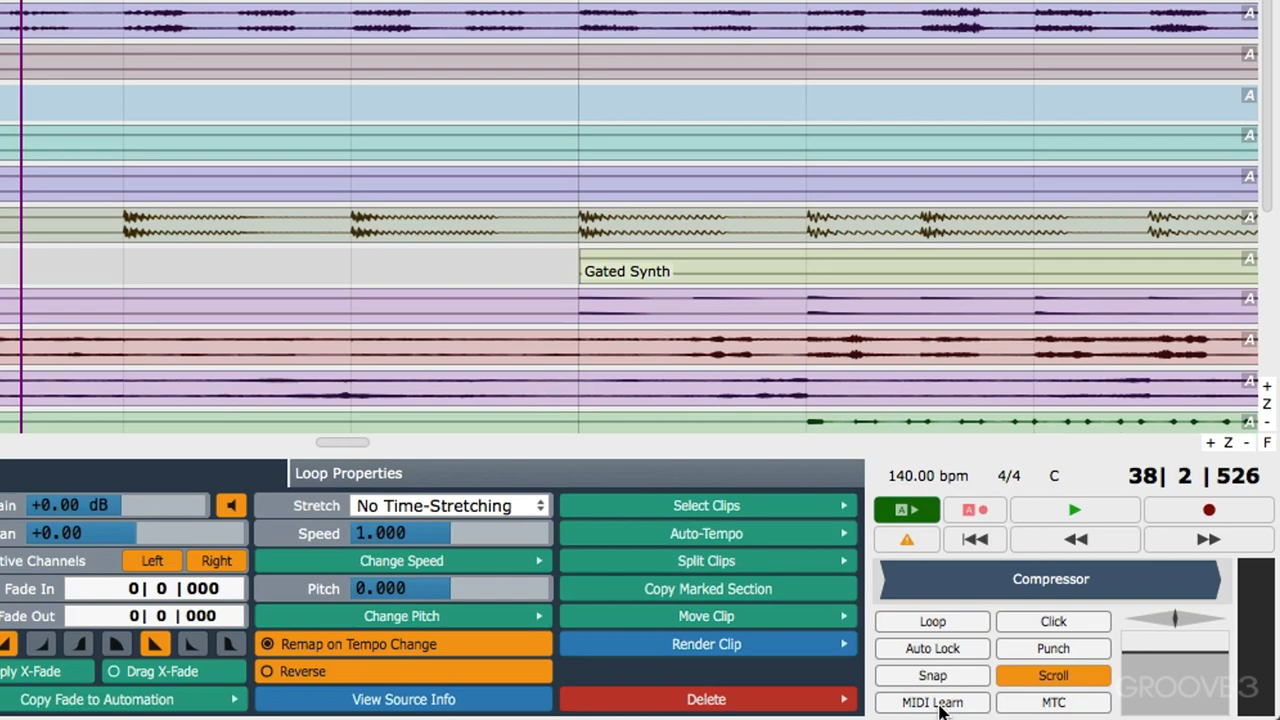 A
A
A
A
A
A
Gated Synth
A
A
A
A
A
+
Z
-
+ Z - F
Loop Properties
ain +0.00 dB
Stretch No Time-Stretching
Select Clips
an +0.00
Speed 1.000
Auto-Tempo
ctive Channels Left Right
Change Speed
Split Clips
Fade In 0| 0 |000
Pitch 0.000
Copy Marked Section
Fade Out 0| 0 |000
Change Pitch
Move Clip
Remap on Tempo Change
Render Clip
ply X-Fade Drag X-Fade
Reverse
Copy Fade to Automation
View Source Info
Delete
140.00 bpm 4/4 C 38| 2 |526
A A
Compressor
Loop Click
Auto Lock Punch
Snap Scroll
MIDI Learn MTC
GROOVE3